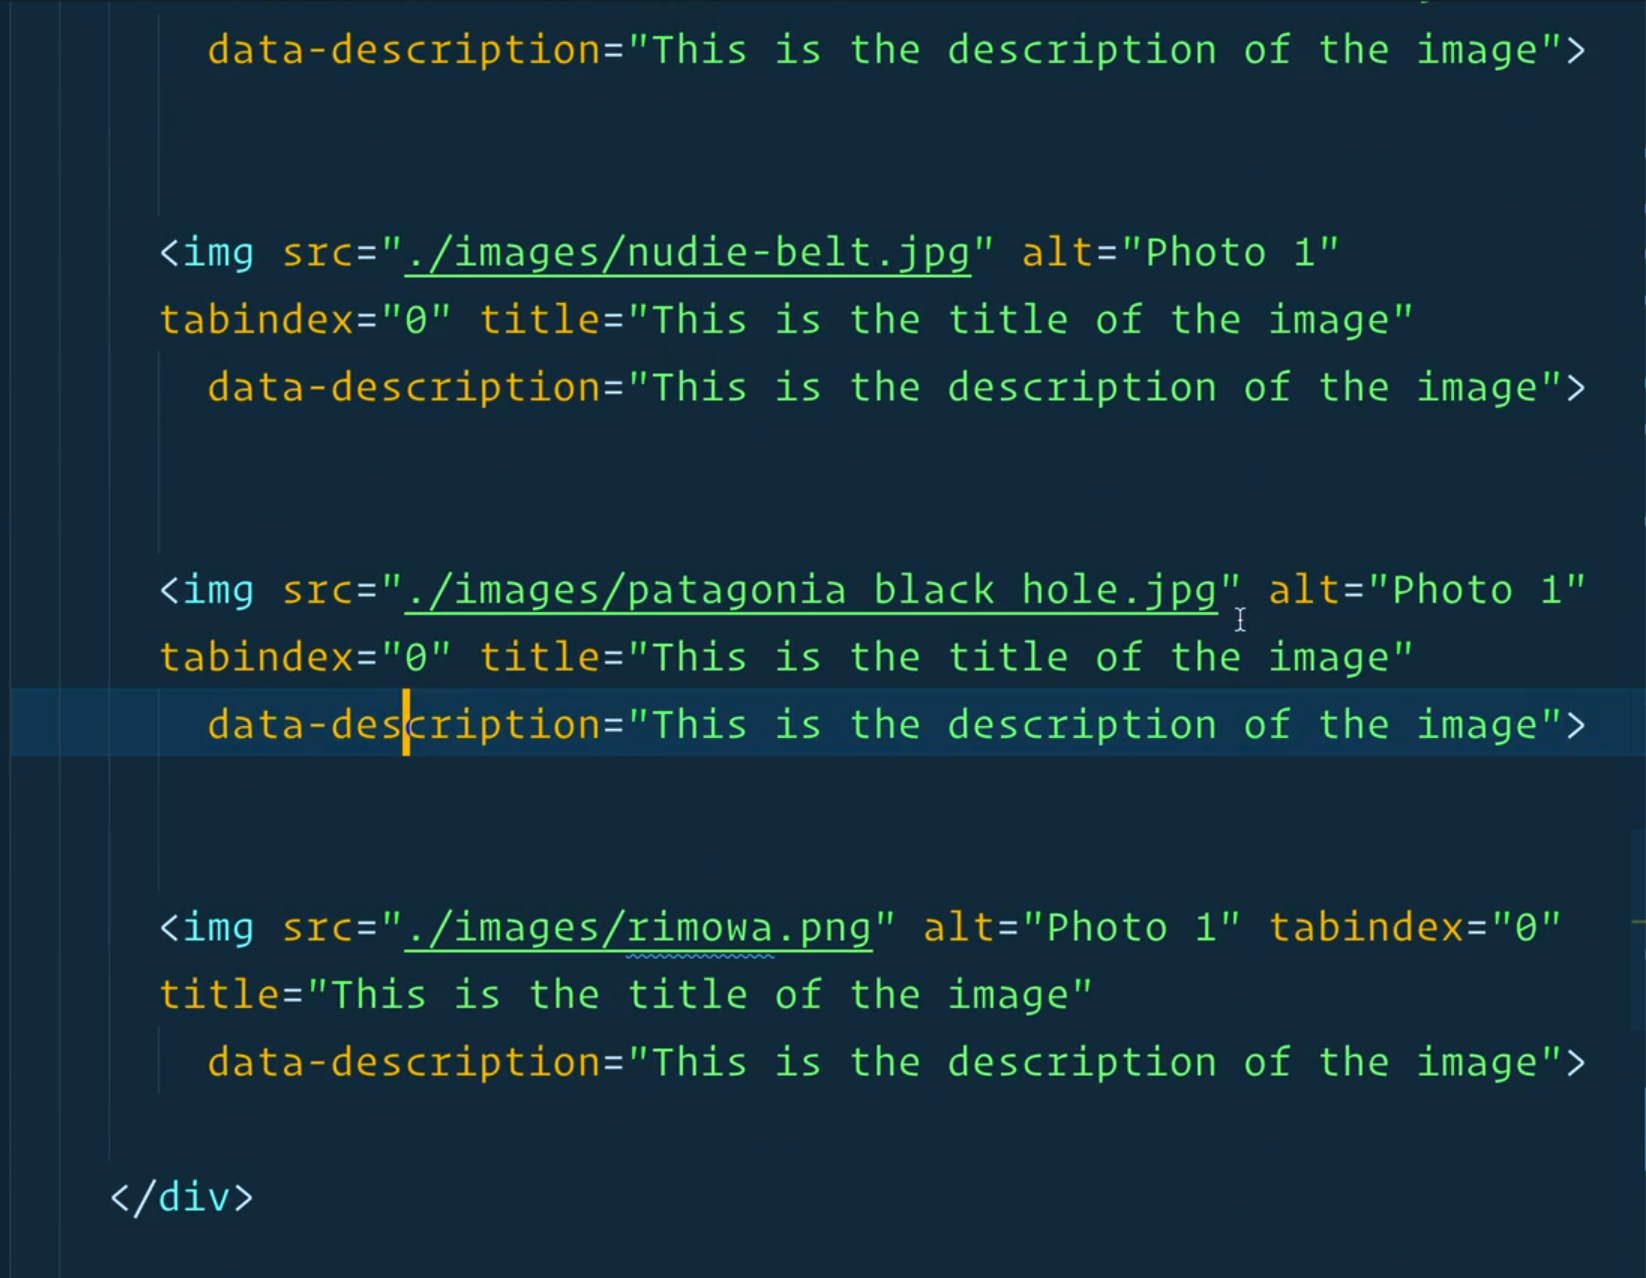 data-description="This is the description of the image">
<img src="./images/nudie-belt.jpg" alt="Photo 1"
tabindex="0" title="This is the title of the image"
data-description="This is the description of the image">
<img src="./images/patagonia black hole.jpg" alt="Photo 1"
tabindex="0" title="This is the title of the image"
data-description="This is the description of the image">
<img src="./images/rimowa.png" alt="Photo 1" tabindex="0"
title="This is the title of the image"
data-description="This is the description of the image">
</div>